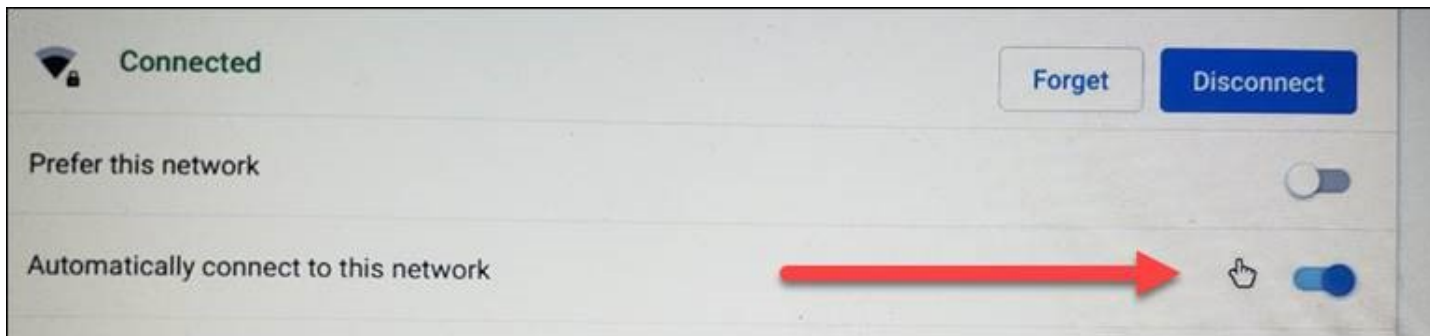 Connected
Forget
Disconnect
Prefer this network
Automatically connect to this network